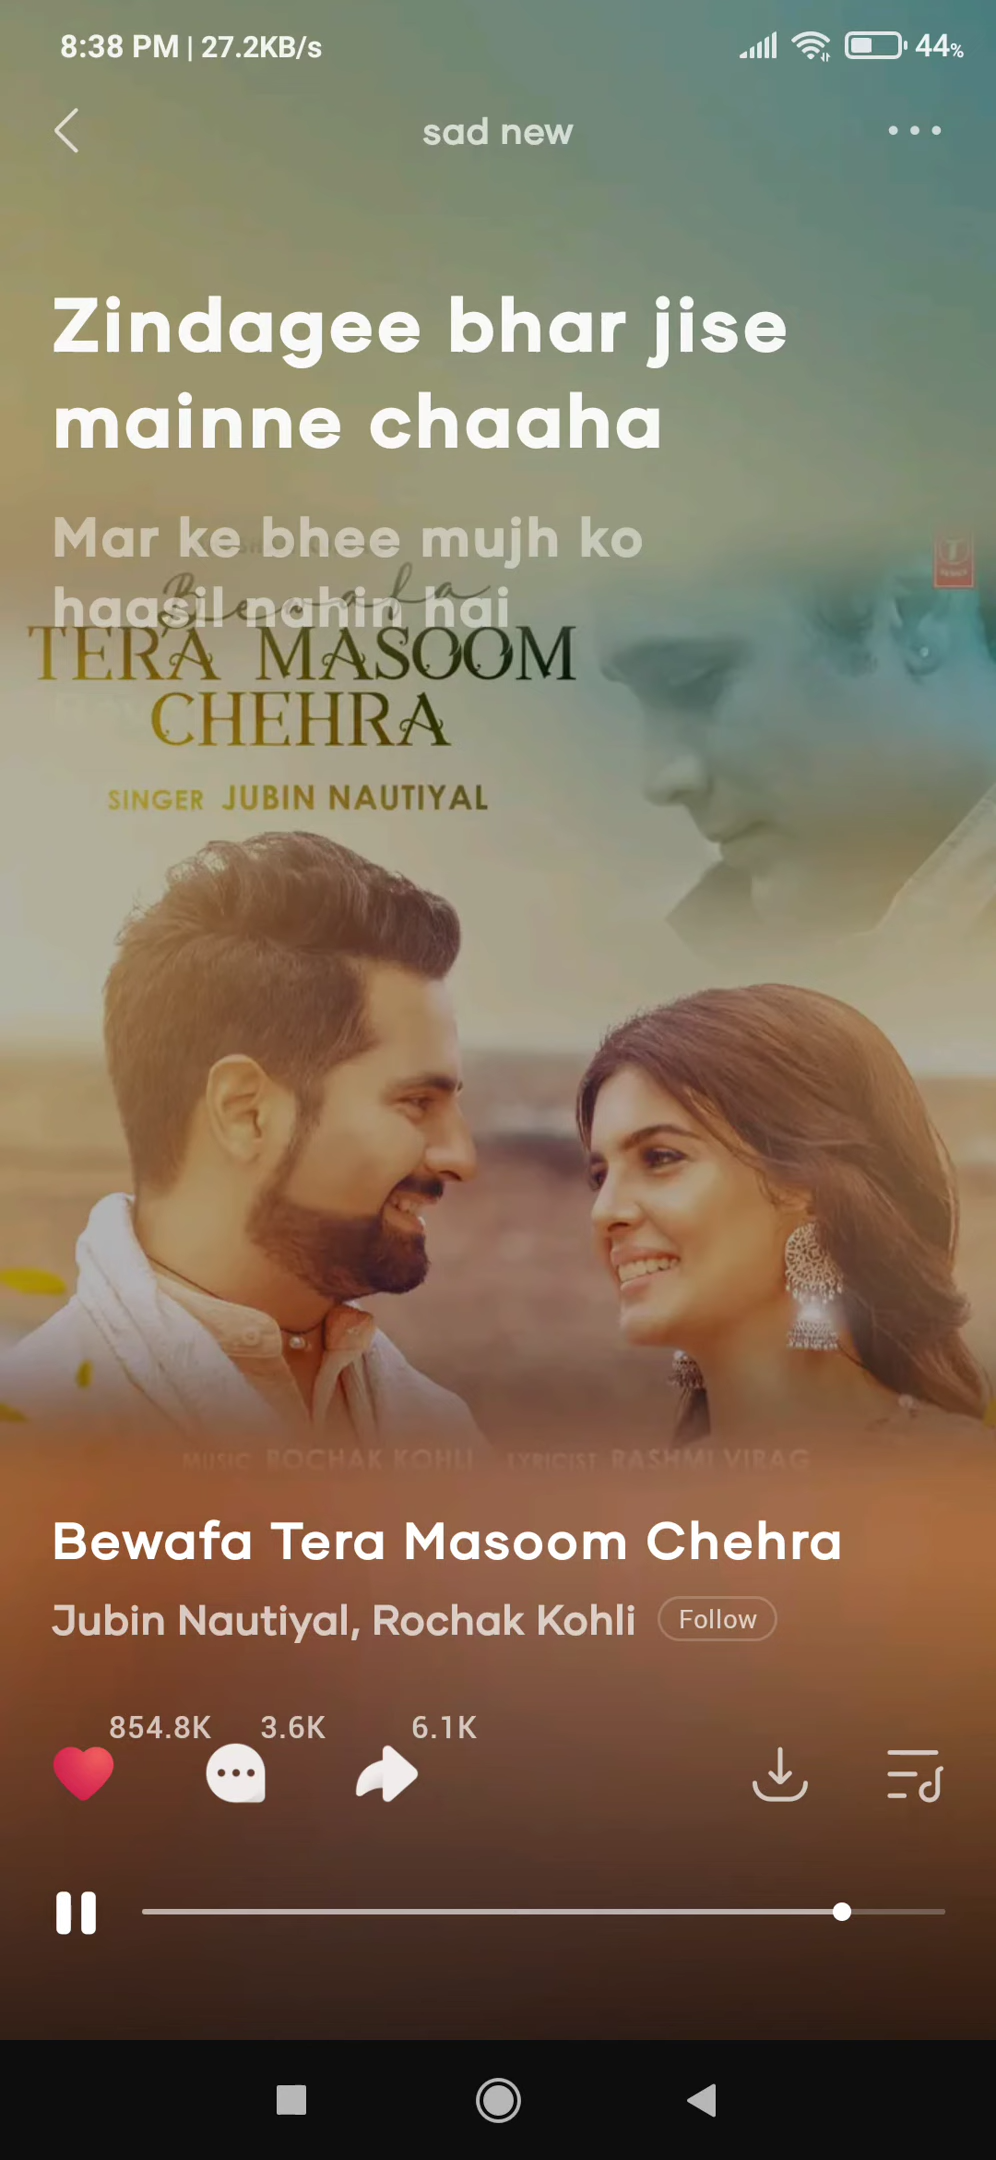 8:38 PM | 27.2KB/s
44%
sad new
Zindagee bhar jise
mainne chaaha
Mar ke bhee mujh ko
haasil nahin hai
Bewafa
TERA MASOOM
CHEHRA
SINGER JUBIN NAUTIYAL
MUSIC ROCHAK KOHLI LYRICIST RASHMI VIRAG
Bewafa Tera Masoom Chehra
Jubin Nautiyal, Rochak Kohli Follow
854.8K 3.6K 6.1K